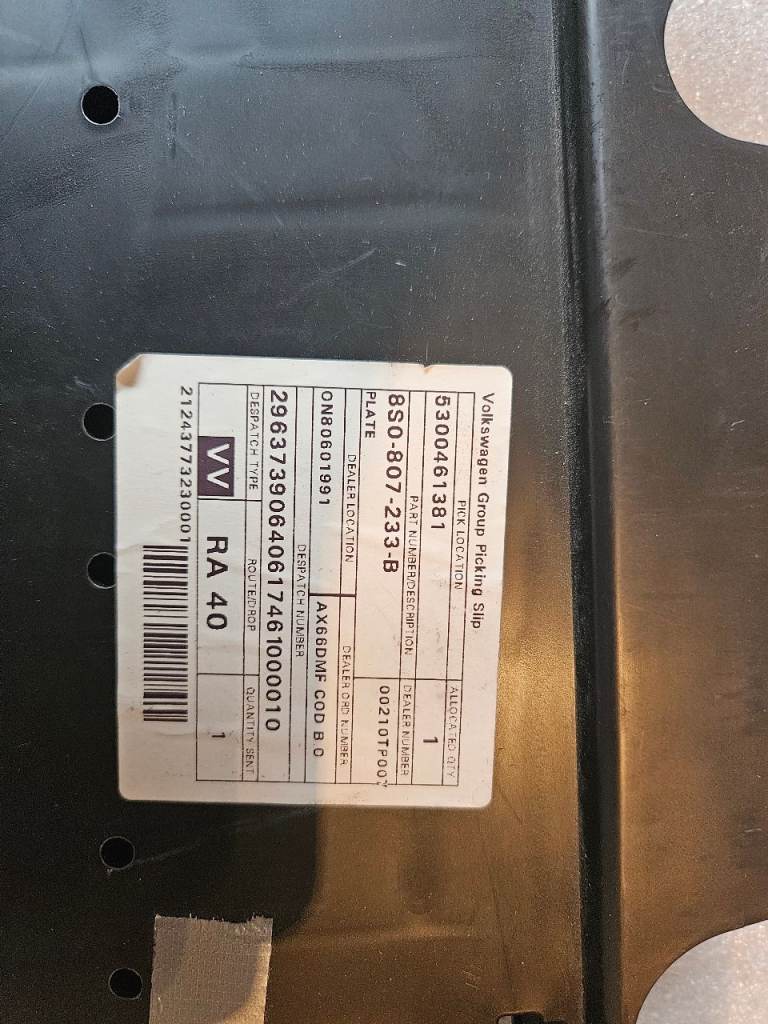 Volkswagen Group Picking Slip
PICK LOCATION ALLOCATED QTY
5300461381 1
PART NUMBER/DESCRIPTION DEALER NUMBER
8S0-807-233-B 00210TP007
PLATE
DEALER LOCATION DEALER ORD NUMBER
ON80601991 AX66DMF COD B.O
DESPATCH NUMBER
296373906406174610000010
DESPATCH TYPE ROUTE/DROP QUANTITY SENT
VV RA 40 1
21243773230001